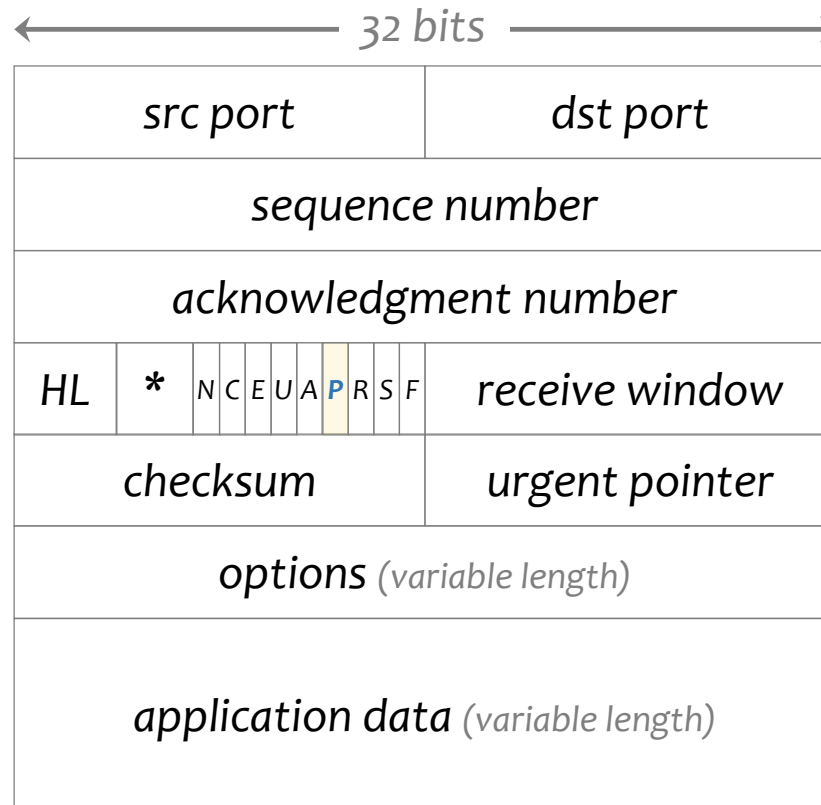 32 bits
src port dst port
sequence number
acknowledgment number
HL * N C E U A P R S F receive window
checksum urgent pointer
options (variable length)
application data (variable length)